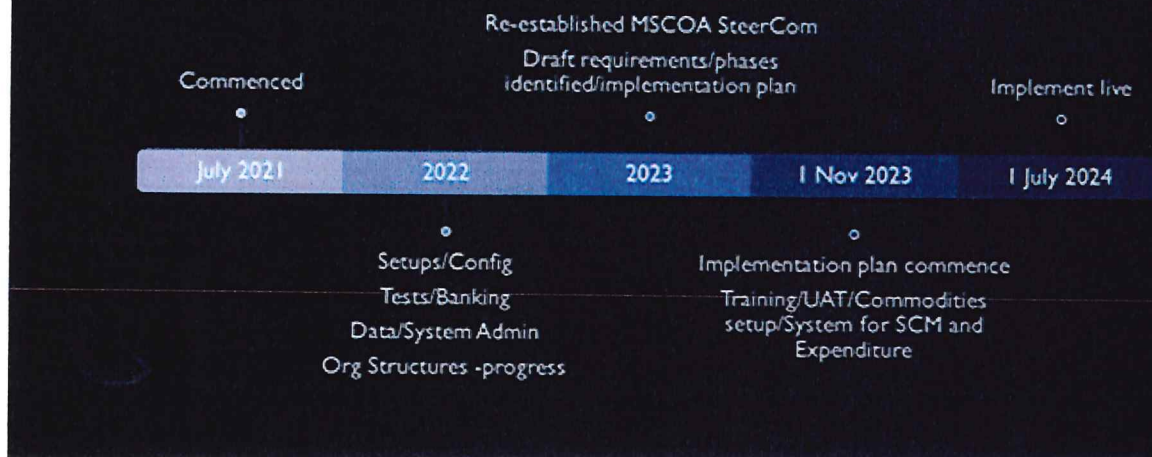 Re-established MSCOA SteerCom
Draft requirements/phases
identified/implementation plan
Commenced
Implement live
July 2021
2022
2023
1 Nov 2023
1 July 2024
Setups/Config
Tests/Banking
Data/System Admin
Org Structures -progress
Implementation plan commence
Training/UAT/Commodities
setup/System for SCM and
Expenditure